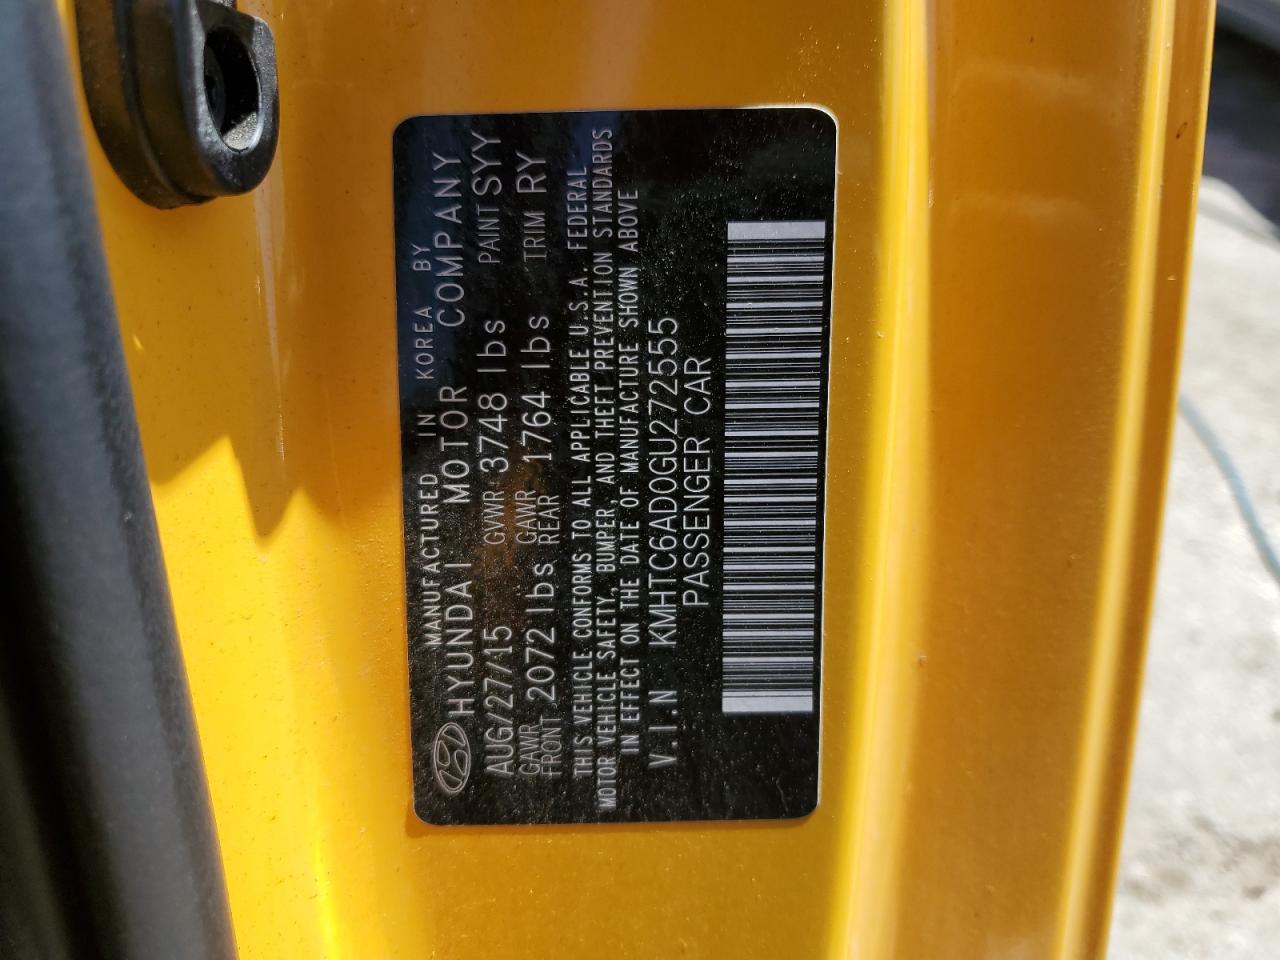 MANUFACTURED IN KOREA BY
HYUNDAI MOTOR COMPANY
AUG/27/15 GVWR 3748 lbs PAINT SYY
GAWR FRONT 2072 lbs GAWR REAR 1764 lbs TRIM RY
THIS VEHICLE CONFORMS TO ALL APPLICABLE U.S.A. FEDERAL
MOTOR VEHICLE SAFETY, BUMPER, AND THEFT PREVENTION STANDARDS
IN EFFECT ON THE DATE OF MANUFACTURE SHOWN ABOVE
V.I.N KMHTC6AD0GU272555
PASSENGER CAR